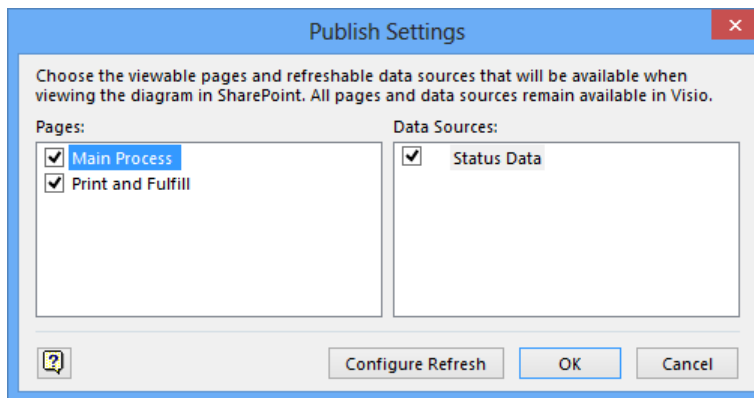 Publish Settings
Choose the viewable pages and refreshable data sources that will be available when
viewing the diagram in SharePoint. All pages and data sources remain available in Visio.
Pages:
Data Sources:
Main Process
Print and Fulfill
Status Data
Configure Refresh
OK
Cancel